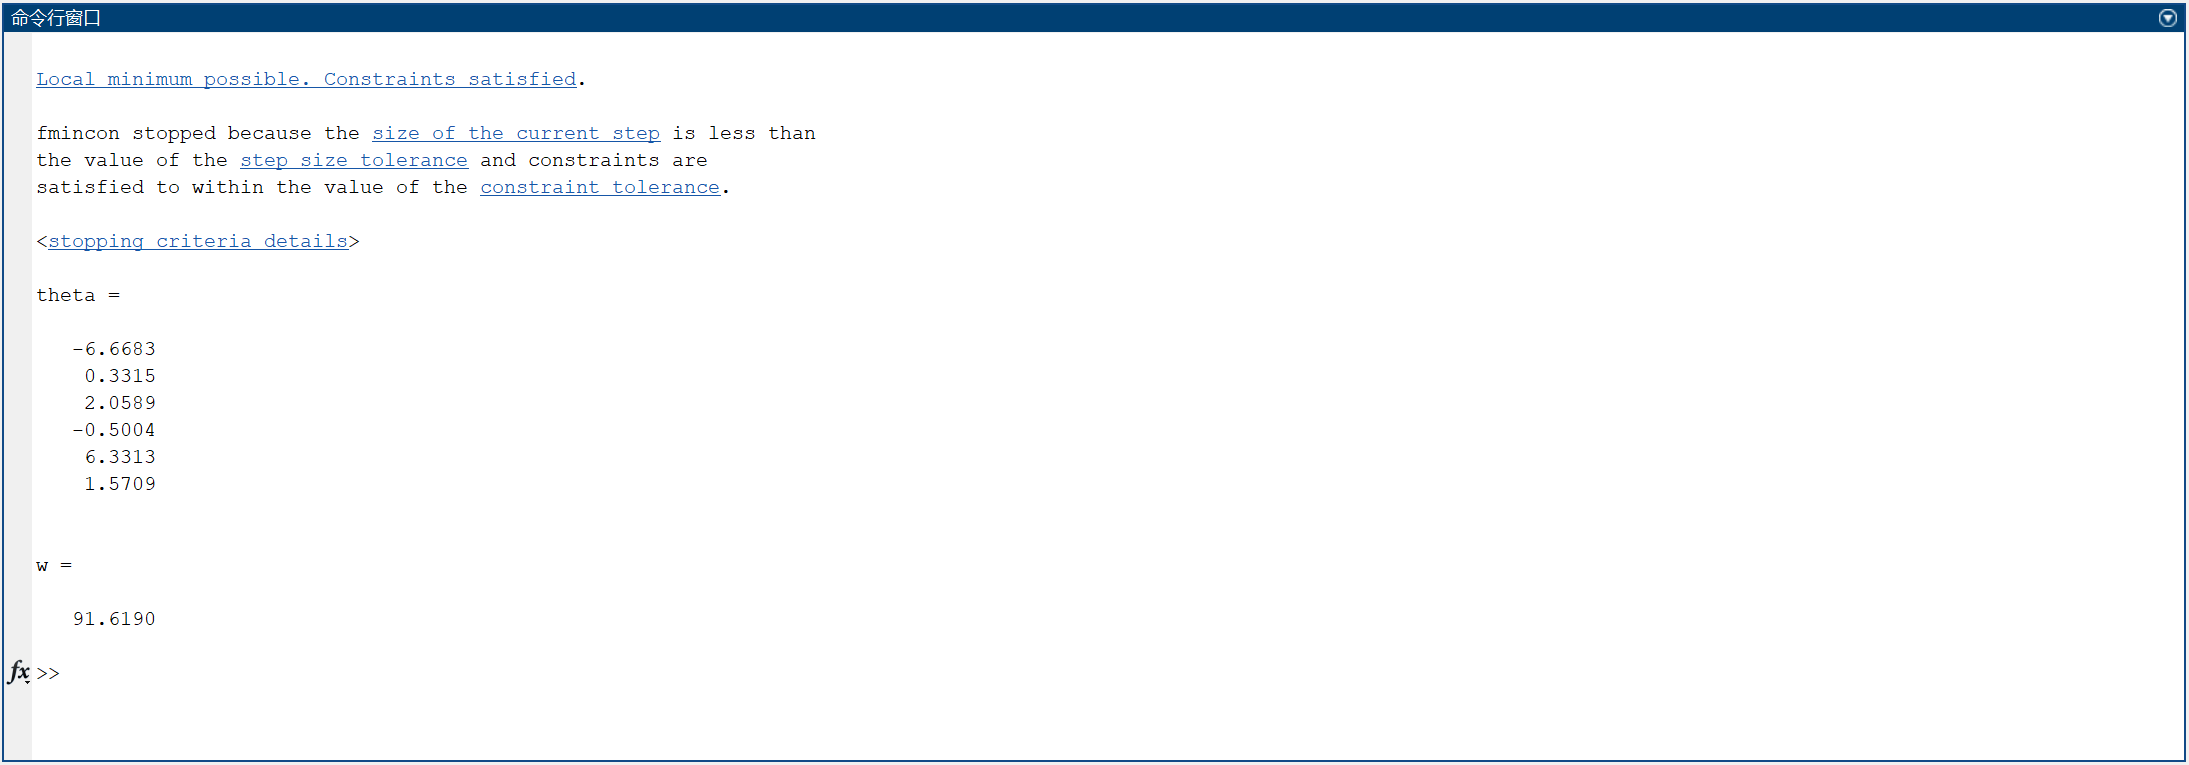 命令行窗口
Local minimum possible. Constraints satisfied.
fmincon stopped because the size of the current step is less than
the value of the step size tolerance and constraints are
satisfied to within the value of the constraint tolerance.
<stopping criteria details>
theta =
-6.6683
0.3315
2.0589
-0.5004
6.3313
1.5709
w =
91.6190
fx >>